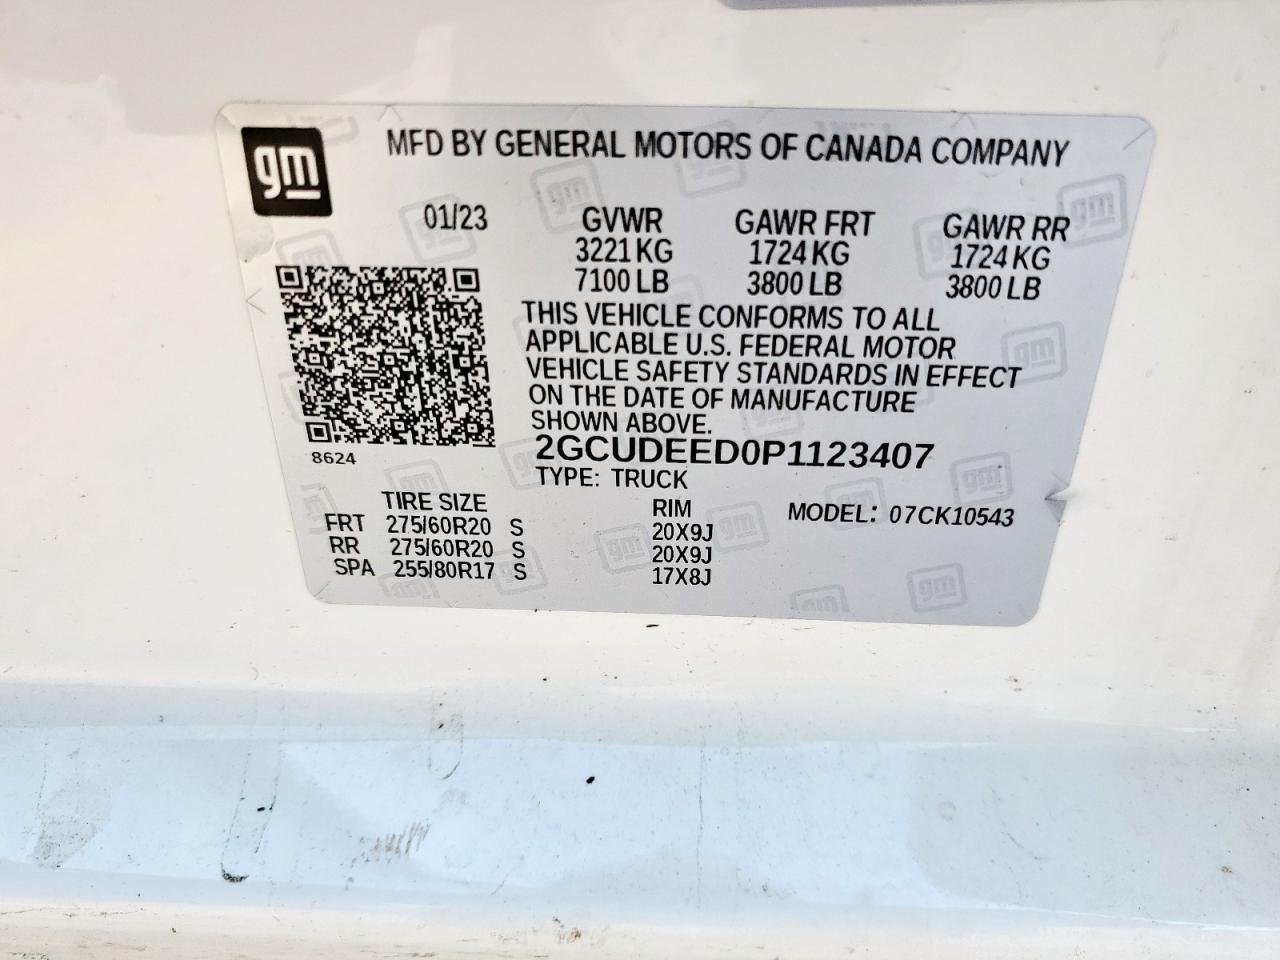 gm
MFD BY GENERAL MOTORS OF CANADA COMPANY
01/23 GVWR GAWR FRT GAWR RR
3221 KG 1724 KG 1724 KG
7100 LB 3800 LB 3800 LB
THIS VEHICLE CONFORMS TO ALL
APPLICABLE U.S. FEDERAL MOTOR
VEHICLE SAFETY STANDARDS IN EFFECT
ON THE DATE OF MANUFACTURE
SHOWN ABOVE.
2GCUDEED0P1123407
8624
TYPE: TRUCK
TIRE SIZE RIM MODEL: 07CK10543
FRT 275/60R20 S 20X9J
RR 275/60R20 S 20X9J
SPA 255/80R17 S 17X8J